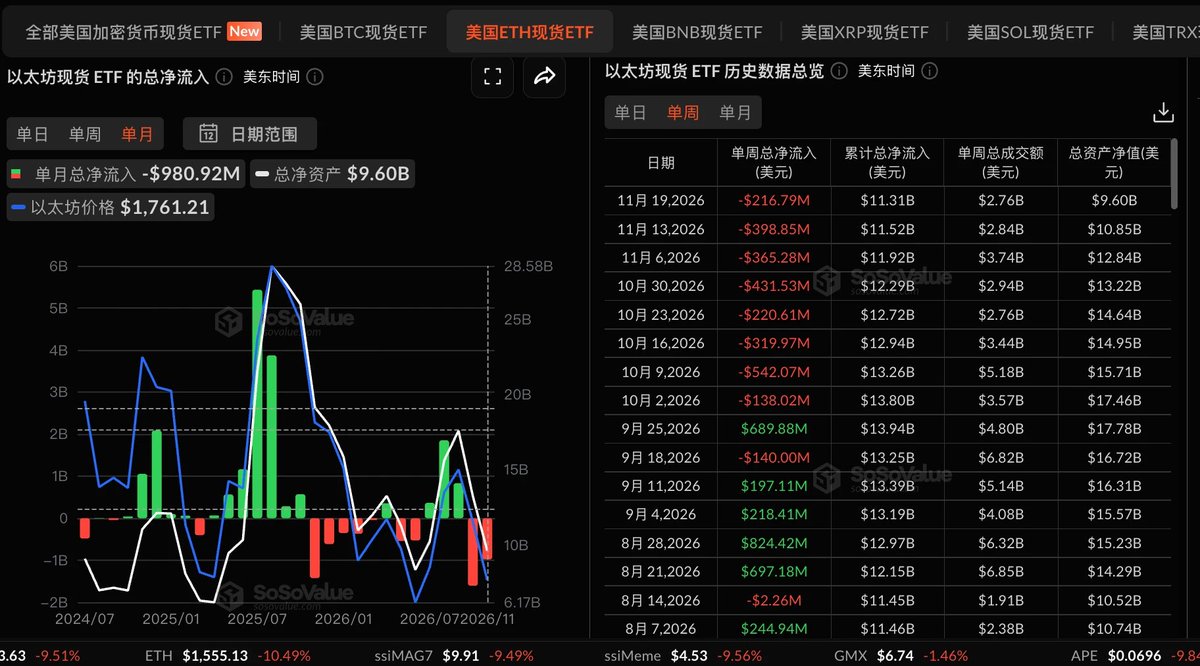 全部美国加密货币现货ETF New 美国BTC现货ETF 美国ETH现货ETF 美国BNB现货ETF 美国XRP现货ETF 美国SOL现货ETF 美国TRX
以太坊现货 ETF 的总净流入 美东时间
单日 单周 单月 12 日期范围
单月总净流入 -$980.92M 总净资产 $9.60B
以太坊价格 $1,761.21
6B 28.58B
5B 25B
4B
3B 20B
2B
1B 15B
0
-1B 10B
-2B 6.17B
2024/07 2025/01 2025/07 2026/01 2026/07 2026/11
SoSoValue
sosovalue.com
SoSoValue
sosovalue.com
以太坊现货 ETF 历史数据总览 美东时间
单日 单周 单月
日期 单周总净流入(美元) 累计总净流入(美元) 单周总成交额(美元) 总资产净值(美元)
11月 19,2026 -$216.79M $11.31B $2.76B $9.60B
11月 13,2026 -$398.85M $11.52B $2.84B $10.85B
11月 6,2026 -$365.28M $11.92B $3.74B $12.84B
10月 30,2026 -$431.53M $12.29B $2.94B $13.22B
10月 23,2026 -$220.61M $12.72B $2.76B $14.64B
10月 16,2026 -$319.97M $12.94B $3.44B $14.95B
10月 9,2026 -$542.07M $13.26B $5.18B $15.71B
10月 2,2026 -$138.02M $13.80B $3.57B $17.46B
9月 25,2026 $689.88M $13.94B $4.80B $17.78B
9月 18,2026 -$140.00M $13.25B $6.82B $16.72B
9月 11,2026 $197.11M $13.39B $5.14B $16.31B
9月 4,2026 $218.41M $13.19B $4.08B $15.57B
8月 28,2026 $824.42M $12.97B $6.32B $15.23B
8月 21,2026 $697.18M $12.15B $6.85B $14.29B
8月 14,2026 -$2.26M $11.45B $1.91B $10.52B
8月 7,2026 $244.94M $11.46B $2.38B $10.74B
SoSoValue
SoSoValue
3.63 -9.51% ETH $1,555.13 -10.49% ssiMAG7 $9.91 -9.49% ssiMeme $4.53 -9.56% GMX $6.74 -1.46% APE $0.0696 -9.84